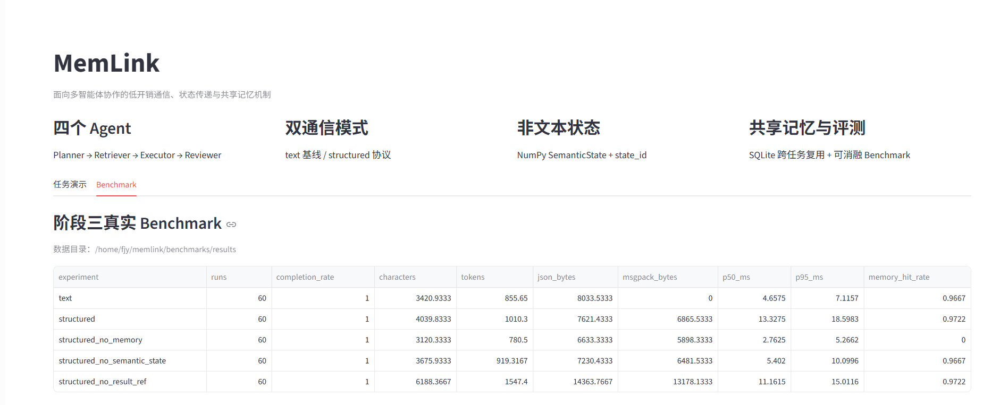 MemLink
面向多智能体协作的低开销通信、状态传递与共享记忆机制
四个 Agent
Planner → Retriever → Executor → Reviewer
双通信模式
text 基线 / structured 协议
非文本状态
NumPy SemanticState + state_id
共享记忆与评测
SQLite 跨任务复用 + 可消融 Benchmark
任务演示 Benchmark
阶段三真实 Benchmark
数据目录：/home/fjy/memlink/benchmarks/results
experiment runs completion_rate characters tokens json_bytes msgpack_bytes p50_ms p95_ms memory_hit_rate
text 60 1 3420.9333 855.65 8033.5333 0 4.6575 7.1157 0.9667
structured 60 1 4039.8333 1010.3 7621.4333 6865.5333 13.3275 18.5983 0.9722
structured_no_memory 60 1 3120.3333 780.5 6633.3333 5898.3333 2.7625 5.2662 0
structured_no_semantic_state 60 1 3675.9333 919.3167 7230.4333 6481.5333 5.402 10.0996 0.9667
structured_no_result_ref 60 1 6188.3667 1547.4 14363.7667 13178.1333 11.1615 15.0116 0.9722